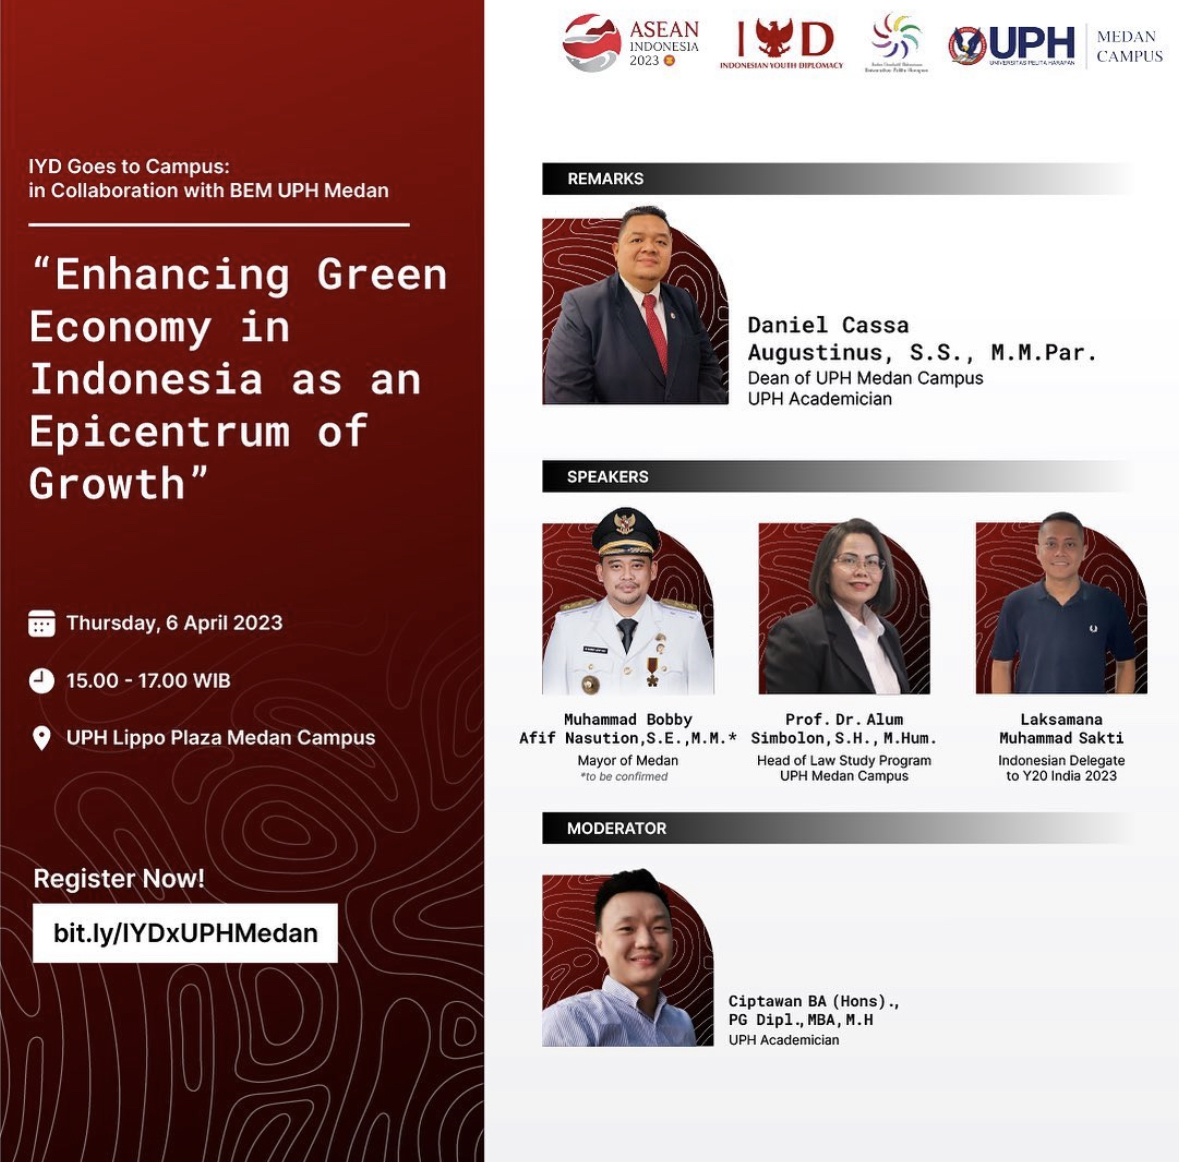 ASEAN
INDONESIA
2023
IYD
INDONESIAN YOUTH DIPLOMACY
Universitas Pelita Harapan
UPH
UNIVERSITAS PELITA HARAPAN
MEDAN
CAMPUS
IYD Goes to Campus:
in Collaboration with BEM UPH Medan
“Enhancing Green
Economy in
Indonesia as an
Epicentrum of
Growth”
Thursday, 6 April 2023
15.00 - 17.00 WIB
UPH Lippo Plaza Medan Campus
Register Now!
bit.ly/IYDxUPHMedan
REMARKS
Daniel Cassa
Augustinus, S.S., M.M.Par.
Dean of UPH Medan Campus
UPH Academician
SPEAKERS
Muhammad Bobby
Afif Nasution,S.E.,M.M.*
Mayor of Medan
*to be confirmed
Prof. Dr. Alum
Simbolon,S.H., M.Hum.
Head of Law Study Program
UPH Medan Campus
Laksamana
Muhammad Sakti
Indonesian Delegate
to Y20 India 2023
MODERATOR
Ciptawan BA (Hons).,
PG Dipl.,MBA,M.H
UPH Academician